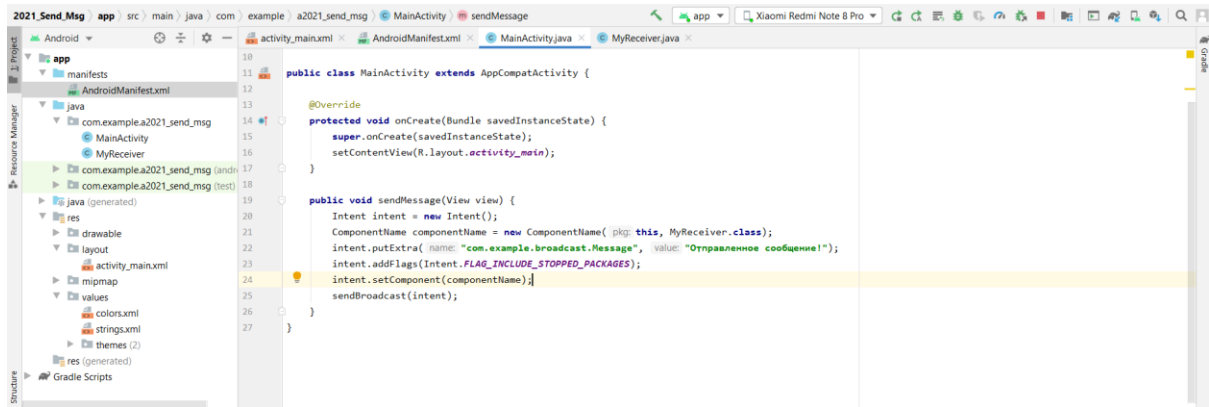 2021_Send_Msg app src main java com example a2021_send_msg MainActivity sendMessage app Xiaomi Redmi Note 8 Pro
Android activity_main.xml AndroidManifest.xml MainActivity.java MyReceiver.java
1: Project
Resource Manager
Structure
Gradle
app
manifests
AndroidManifest.xml
java
com.example.a2021_send_msg
MainActivity
MyReceiver
com.example.a2021_send_msg (andr
com.example.a2021_send_msg (test)
java (generated)
res
drawable
layout
activity_main.xml
mipmap
values
colors.xml
strings.xml
themes (2)
res (generated)
Gradle Scripts
10
11 public class MainActivity extends AppCompatActivity {
12
13 @Override
14 protected void onCreate(Bundle savedInstanceState) {
15 super.onCreate(savedInstanceState);
16 setContentView(R.layout.activity_main);
17 }
18
19 public void sendMessage(View view) {
20 Intent intent = new Intent();
21 ComponentName componentName = new ComponentName( pkg: this, MyReceiver.class);
22 intent.putExtra( name: "com.example.broadcast.Message", value: "Отправленное сообщение!");
23 intent.addFlags(Intent.FLAG_INCLUDE_STOPPED_PACKAGES);
24 intent.setComponent(componentName);
25 sendBroadcast(intent);
26 }
27 }